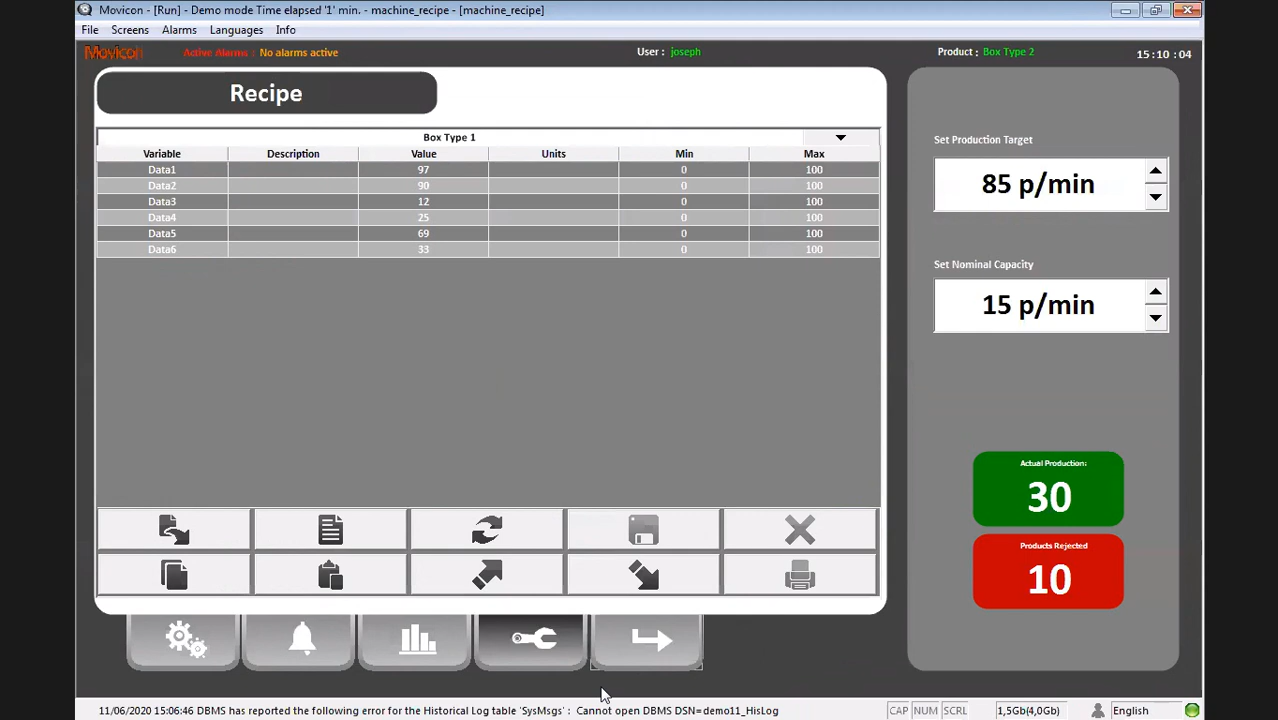 Movicon - [Run] - Demo mode Time elapsed '1' min. - machine_recipe - [machine_recipe]
File Screens Alarms Languages Info
Movicon Active Alarms : No alarms active User : joseph Product : Box Type 2 15:10 :04
Recipe
Box Type 1
Variable Description Value Units Min Max
Data1 97 0 100
Data2 90 0 100
Data3 12 0 100
Data4 25 0 100
Data5 69 0 100
Data6 33 0 100
Set Production Target
85 p/min
Set Nominal Capacity
15 p/min
Actual Production:
30
Products Rejected
10
11/06/2020 15:06:46 DBMS has reported the following error for the Historical Log table 'SysMsgs' : Cannot open DBMS DSN=demo11_HisLog CAP NUM SCRL 1,5Gb(4,0Gb) English